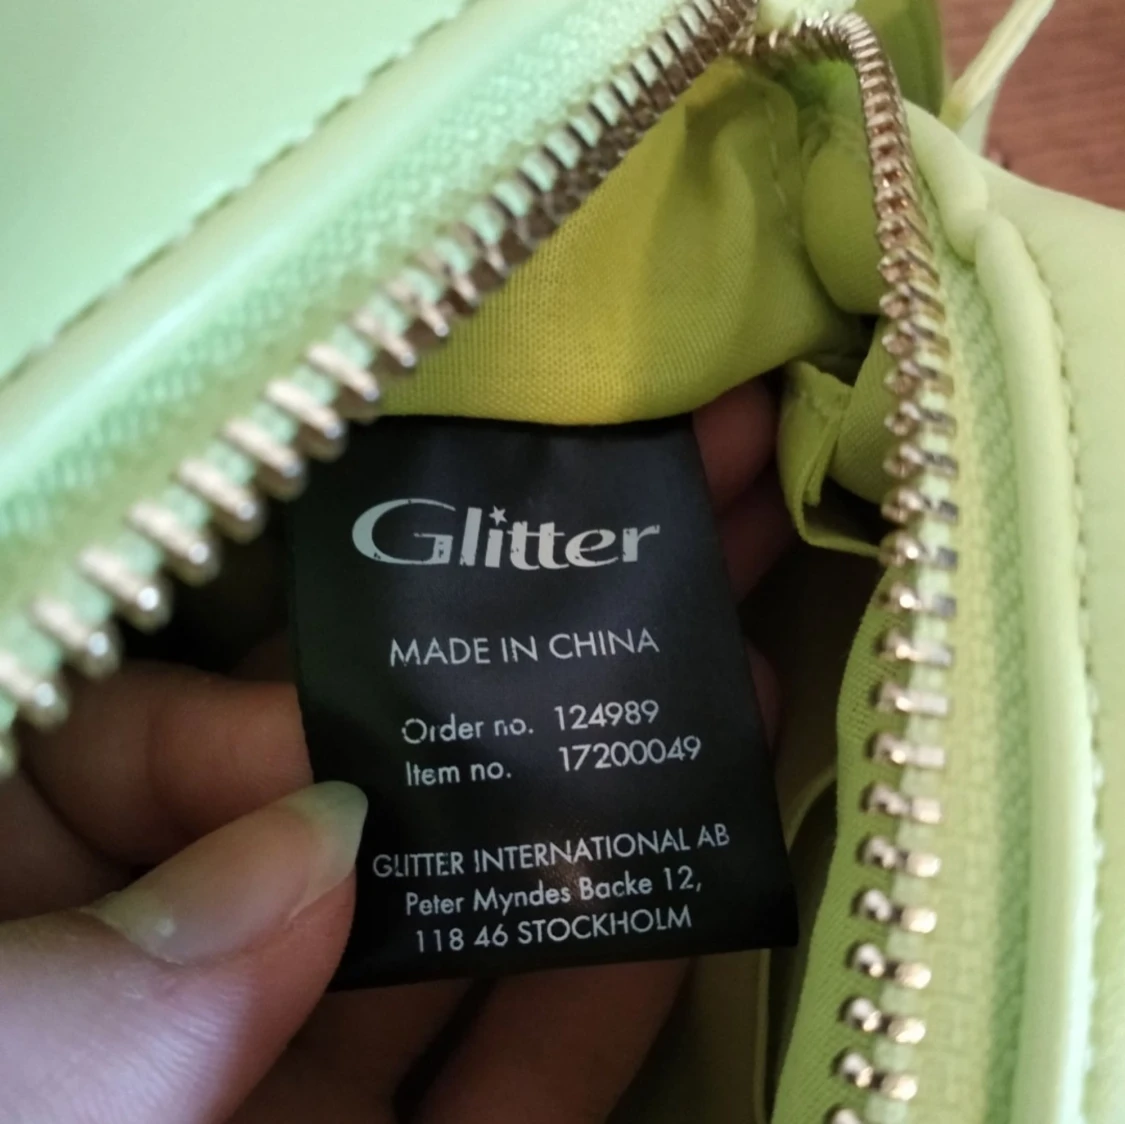 Glitter
MADE IN CHINA
Order no. 124989
Item no. 17200049
GLITTER INTERNATIONAL AB
Peter Myndes Backe 12,
118 46 STOCKHOLM